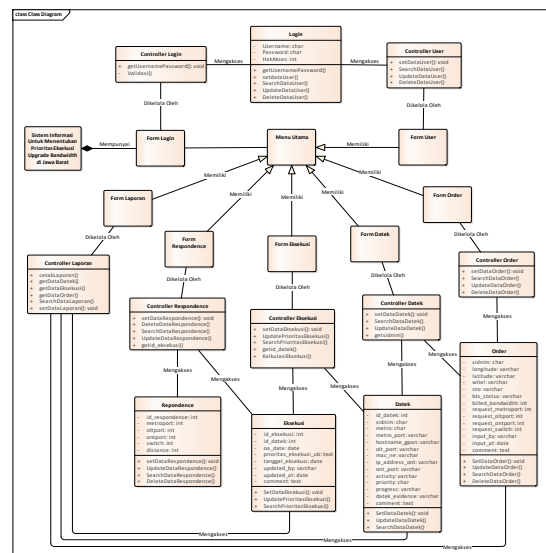 class Class Diagram
Login
- Username: char
- Password: char
- HakAkses: int
+ getUsernamePassword()
+ setdataUser()
+ SearchDataUser()
+ UpdateDataUser()
+ DeleteDataUser()
Controller Login
+ getUsernamePassword(): void
- Validasi()
Mengakses
Mengakses
Controller User
+ setDataUser(): void
+ SearchDataUser()
+ UpdateDataUser()
+ DeleteDataUser()
Dikelola Oleh
Dikelola Oleh
Sistem Informasi
Untuk Menentukan
PrioritasEksekusi
Upgrade Bandwidth
di Jawa Barat
Mempunyai
Form Login
Menu Utama
Memiliki
Form User
Memiliki
Memiliki
Memiliki
Memiliki
Memiliki
Form Laporan
Form
Respondence
Form Eksekusi
Form Datek
Form Order
Dikelola Oleh
Dikelola Oleh
Dikelola Oleh
Dikelola Oleh
Dikelola Oleh
Controller Laporan
+ cetakLaporan()
+ getDataDatek()
+ getDataEksekusi()
+ getDataOrder()
+ SearchDataLaporan()
+ setDataLaporan(): void
Controller Respondence
+ setDataRespondence(): void
+ DeleteDataRespondence()
+ SearchDataRespondence()
+ UpdateDataRespondence()
+ getid_eksekusi()
Controller Eksekusi
+ setDataEksekusi(): void
+ UpdatePrioritasEksekusi()
+ SearchPrioritasEksekusi()
+ getid_datek()
+ KalkulasiEksekusi()
Controller Datek
+ setDataDatek(): void
+ SearchDataDatek()
+ UpdateDataDatek()
+ getsidnim()
Controller Order
+ setDataOrder(): void
+ SearchDataOrder()
+ UpdateDataOrder()
+ DeleteDataOrder()
Mengakses
Mengakses
Mengakses
Mengakses
Mengakses
Mengakses
Mengakses
Repondence
- id_respondence: int
- metroport: int
- oltport: int
- ontport: int
- switch: int
- distance: int
+ setDataRespondence(): void
+ UpdateDataRespondence()
+ SearchDataRespondence()
+ DeleteDataRespondence()
Eksekusi
- id_eksekusi: int
- id_datek: int
- oa_date: date
- prioritas_eksekusi_ub: text
- tanggal_eksekusi: date
- updated_by: varchar
- updated_at: date
- comment: text
+ SetDataEksekusi(): void
+ UpdatePrioritasEksekusi()
+ SearchPrioritasEksekusi()
Datek
- id_datek: int
- sidnim: char
- metro: char
- metro_port: varchar
- hostname_gpon: varchar
- olt_port: varchar
- mac_ne: varchar
- ip_address_ont: varchar
- ont_port: varchar
- activity: varchar
- priority: char
- progress: varchar
- datek_evidence: varchar
- comment: text
+ SetDataDatek(): void
+ UpdateDataDatek()
+ SearchDataDatek()
Order
- sidnim: char
- longitude: varchar
- latitude: varchar
- witel: varchar
- sto: varchar
- bts_status: varchar
- billed_bandwidth: int
- request_metroport: int
- request_oltport: int
- request_ontport: int
- request_switch: int
- input_by: varchar
- input_at: date
- comment: text
+ SetDataOrder(): void
+ UpdateDataOrder()
+ SearchDataOrder()
+ DeleteDataOrder()
Mengakses
Mengakses
Mengakses